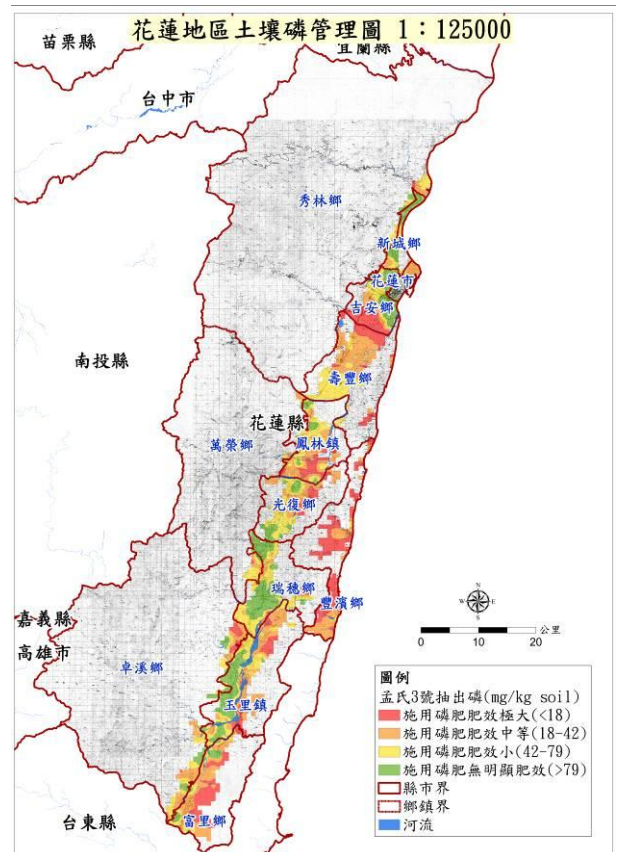 花蓮地區土壤磷管理圖 1：125000
苗栗縣
宜蘭縣
台中市
秀林鄉
新城鄉
花蓮市
吉安鄉
南投縣
壽豐鄉
花蓮縣
萬榮鄉
鳳林鎮
光復鄉
瑞穗鄉
豐濱鄉
嘉義縣
高雄市
卓溪鄉
玉里鎮
台東縣
富里鄉
N
W
E
S
0 10 20 公里
圖例
孟氏3號抽出磷(mg/kg soil)
施用磷肥肥效極大(<18)
施用磷肥肥效中等(18-42)
施用磷肥肥效小(42-79)
施用磷肥無明顯肥效(>79)
縣市界
鄉鎮界
河流